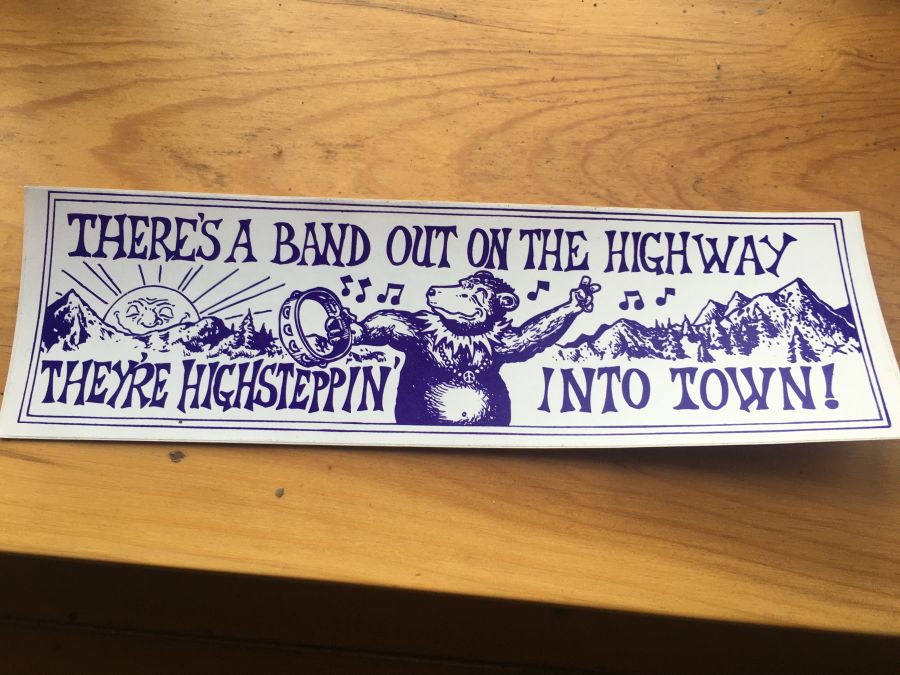 THERE'S A BAND OUT ON THE HIGHWAY
THEY'RE HIGHSTEPPIN' INTO TOWN!